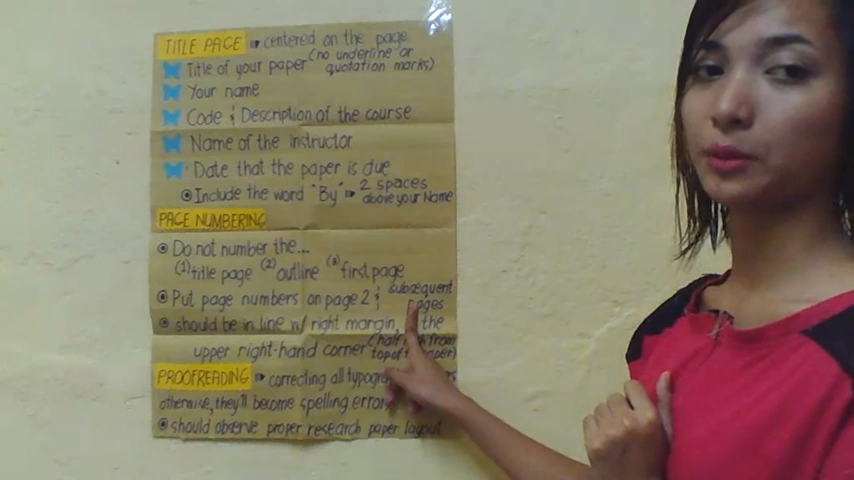 TITLE PAGE ➠ centered on the page
Title of your paper (no underline or quotation marks)
Your name
Code & Description of the course
Name of the instructor
Date that the paper is due
Include the word "By" ➠ 2 spaces above your Name
PAGE NUMBERING
Do not number the...
(1) title page (2) outline (3) first page
Put page numbers on page 2 & subsequent pages
should be in line w/ right margin, the
upper right-hand corner (half from top of
PROOFREADING ➠ correcting all
otherwise, they'll become spelling errors
should observe proper research paper layout